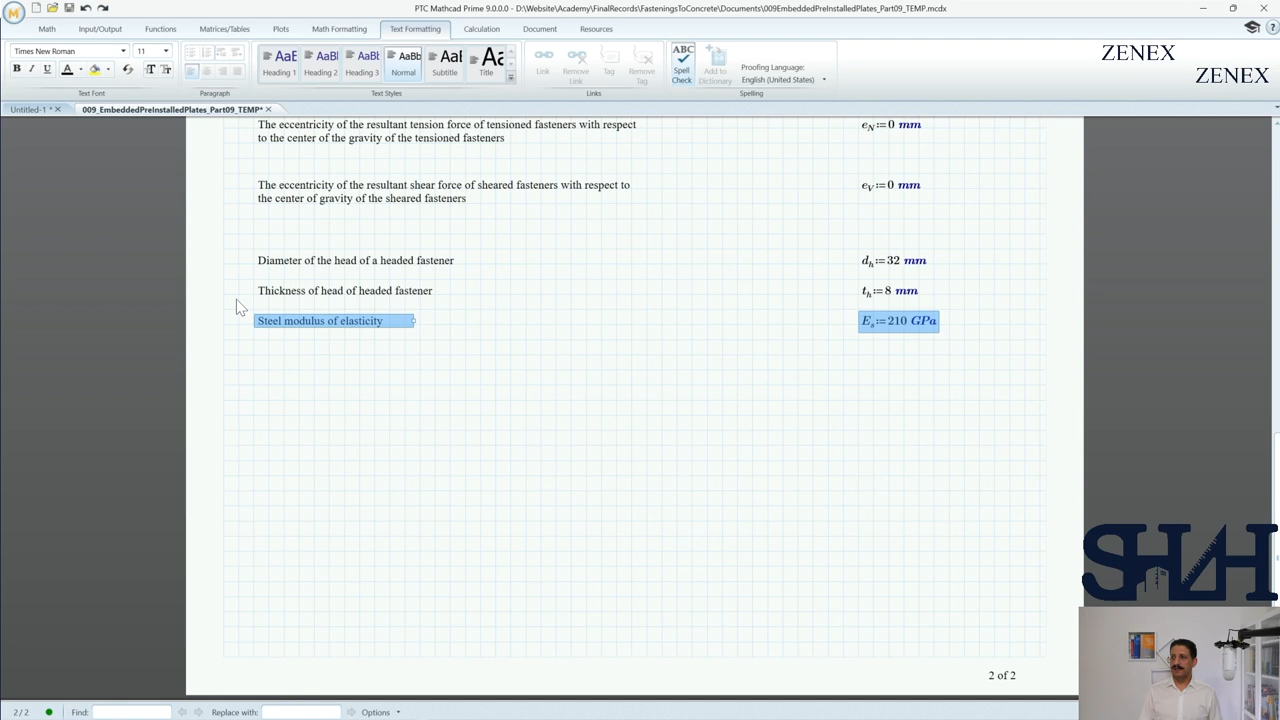 PTC Mathcad Prime 9.0.0.0 - D:\Website\Academy\FinalRecords\FasteningsToConcrete\Documents\009EmbeddedPreInstalledPlates_Part09_TEMP.mcdx
Math Input/Output Functions Matrices/Tables Plots Math Formatting Text Formatting Calculation Document Resources
Times New Roman 11
Heading 1 Heading 2 Heading 3 Normal Subtitle Title
Link Remove Link Tag Remove Tag
ABC Spell Check Add to Dictionary
Proofing Language:
English (United States)
Text Font Paragraph Text Styles Links Spelling
ZENEX
ZENEX
Untitled-1 * 009_EmbeddedPreInstalledPlates_Part09_TEMP*
The eccentricity of the resultant tension force of tensioned fasteners with respect
to the center of the gravity of the tensioned fasteners
e_N:=0 mm
The eccentricity of the resultant shear force of sheared fasteners with respect to
the center of gravity of the sheared fasteners
e_V:=0 mm
Diameter of the head of a headed fastener d_h:=32 mm
Thickness of head of headed fastener t_h:=8 mm
Steel modulus of elasticity E_s:=210 GPa
SHZH
2 of 2
2/2 Find: Replace with: Options